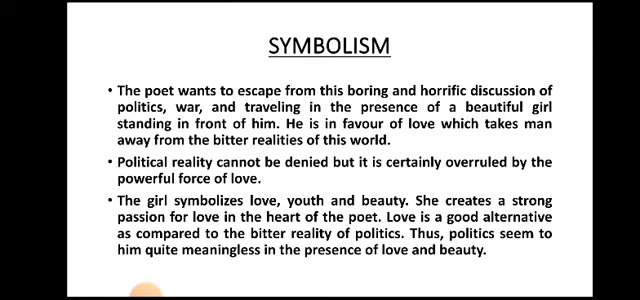 SYMBOLISM
• The poet wants to escape from this boring and horrific discussion of
politics, war, and traveling in the presence of a beautiful girl
standing in front of him. He is in favour of love which takes man
away from the bitter realities of this world.
• Political reality cannot be denied but it is certainly overruled by the
powerful force of love.
• The girl symbolizes love, youth and beauty. She creates a strong
passion for love in the heart of the poet. Love is a good alternative
as compared to the bitter reality of politics. Thus, politics seem to
him quite meaningless in the presence of love and beauty.